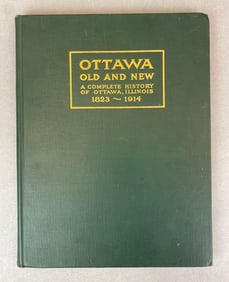 OTTAWA
OLD AND NEW
A COMPLETE HISTORY
OF OTTAWA, ILLINOIS
1823 ~ 1914